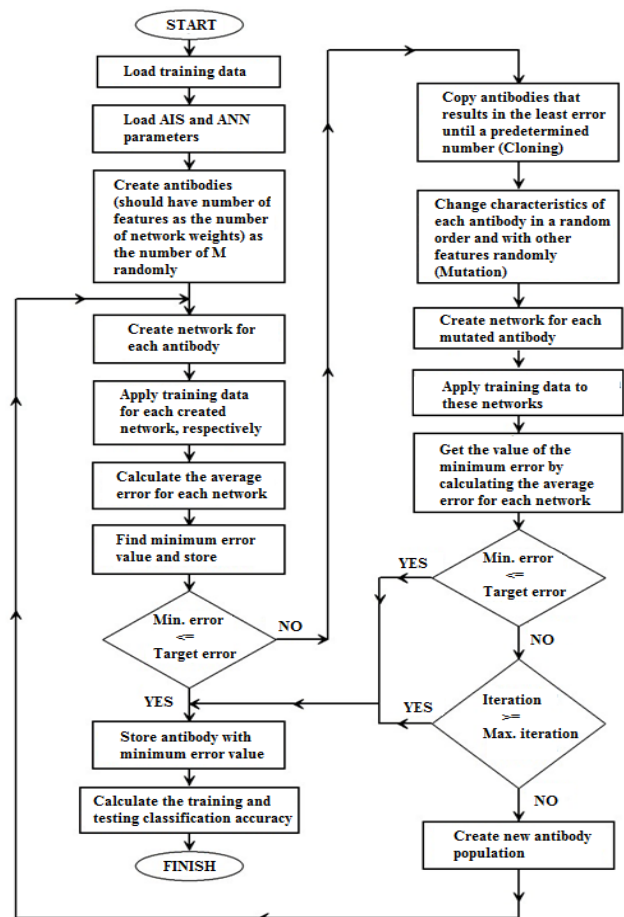 START
Load training data
Load AIS and ANN
parameters
Create antibodies
(should have number of
features as the number
of network weights) as
the number of M
randomly
Create network for
each antibody
Apply training data
for each created
network, respectively
Calculate the average
error for each network
Find minimum error
value and store
Min. error
<=
Target error
NO
YES
Store antibody with
minimum error value
Calculate the training and
testing classification accuracy
FINISH
Copy antibodies that
results in the least error
until a predetermined
number (Cloning)
Change characteristics of
each antibody in a random
order and with other
features randomly
(Mutation)
Create network for each
mutated antibody
Apply training data to
these networks
Get the value of the
minimum error by
calculating the average
error for each network
Min. error
<=
Target error
YES
NO
Iteration
>=
Max. iteration
YES
NO
Create new antibody
population